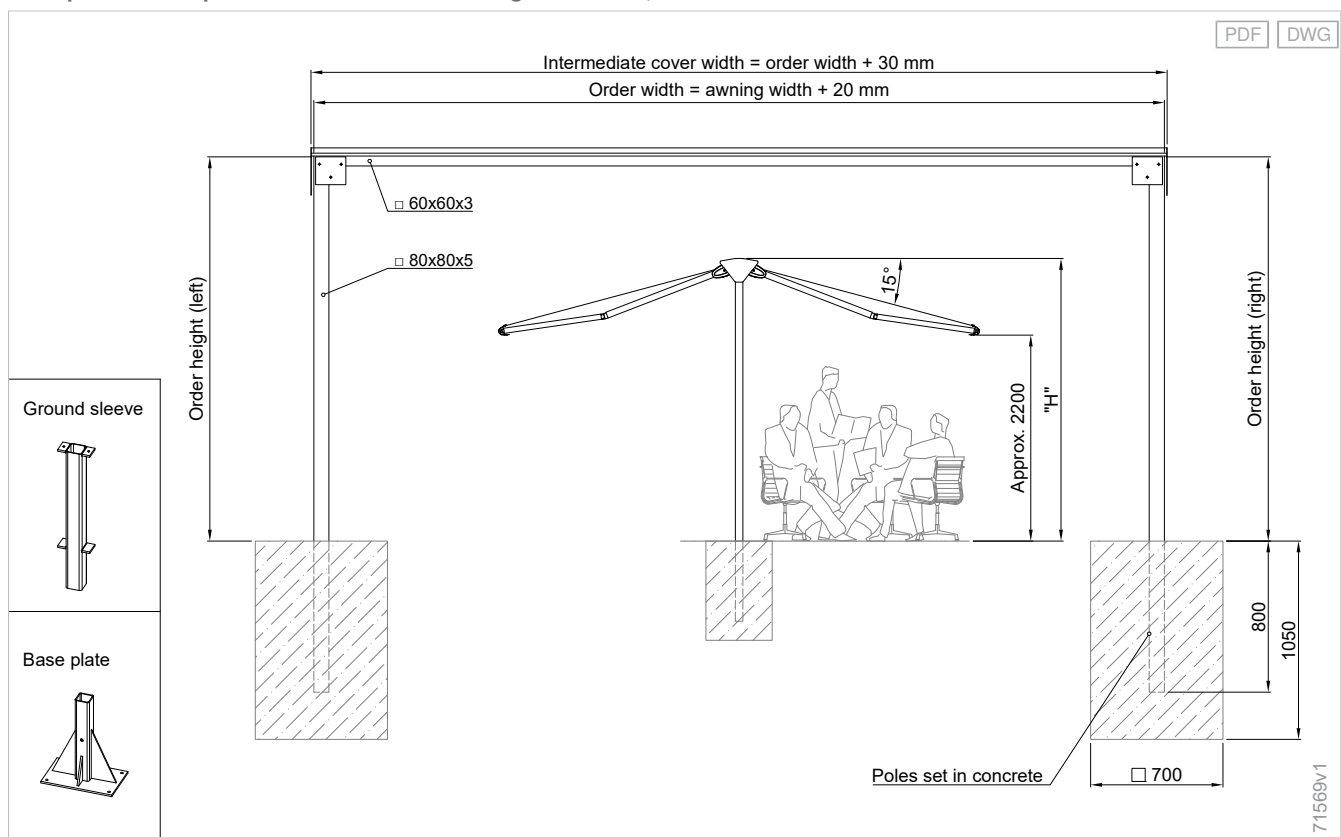 PDF
DWG
Intermediate cover width = order width + 30 mm
Order width = awning width + 20 mm
□ 60x60x3
□ 80x80x5
15°
Order height (left)
Order height (right)
"H"
Approx. 2200
Ground sleeve
Base plate
800
1050
Poles set in concrete
□ 700
71569v1